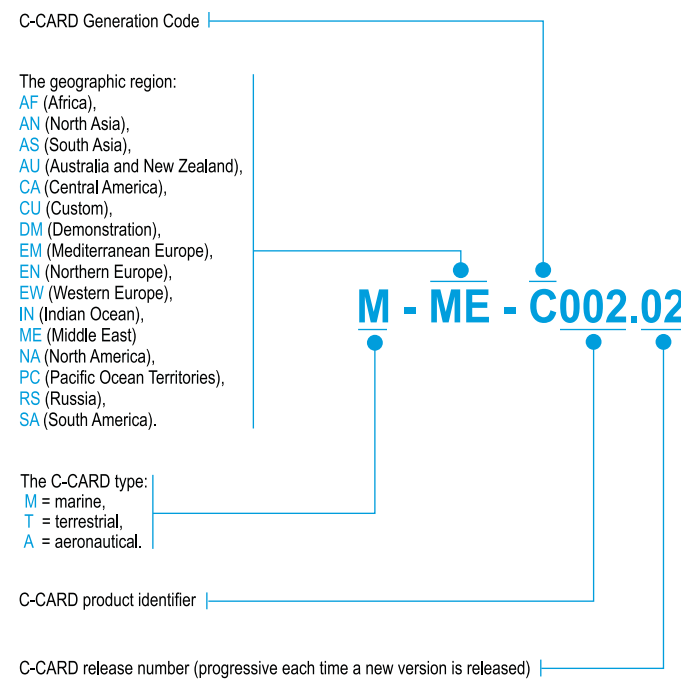 C-CARD Generation Code
The geographic region:
AF (Africa),
AN (North Asia),
AS (South Asia),
AU (Australia and New Zealand),
CA (Central America),
CU (Custom),
DM (Demonstration),
EM (Mediterranean Europe),
EN (Northern Europe),
EW (Western Europe),
IN (Indian Ocean),
ME (Middle East)
NA (North America),
PC (Pacific Ocean Territories),
RS (Russia),
SA (South America).
M - ME - C002.02
The C-CARD type:
M = marine,
T = terrestrial,
A = aeronautical.
C-CARD product identifier
C-CARD release number (progressive each time a new version is released)